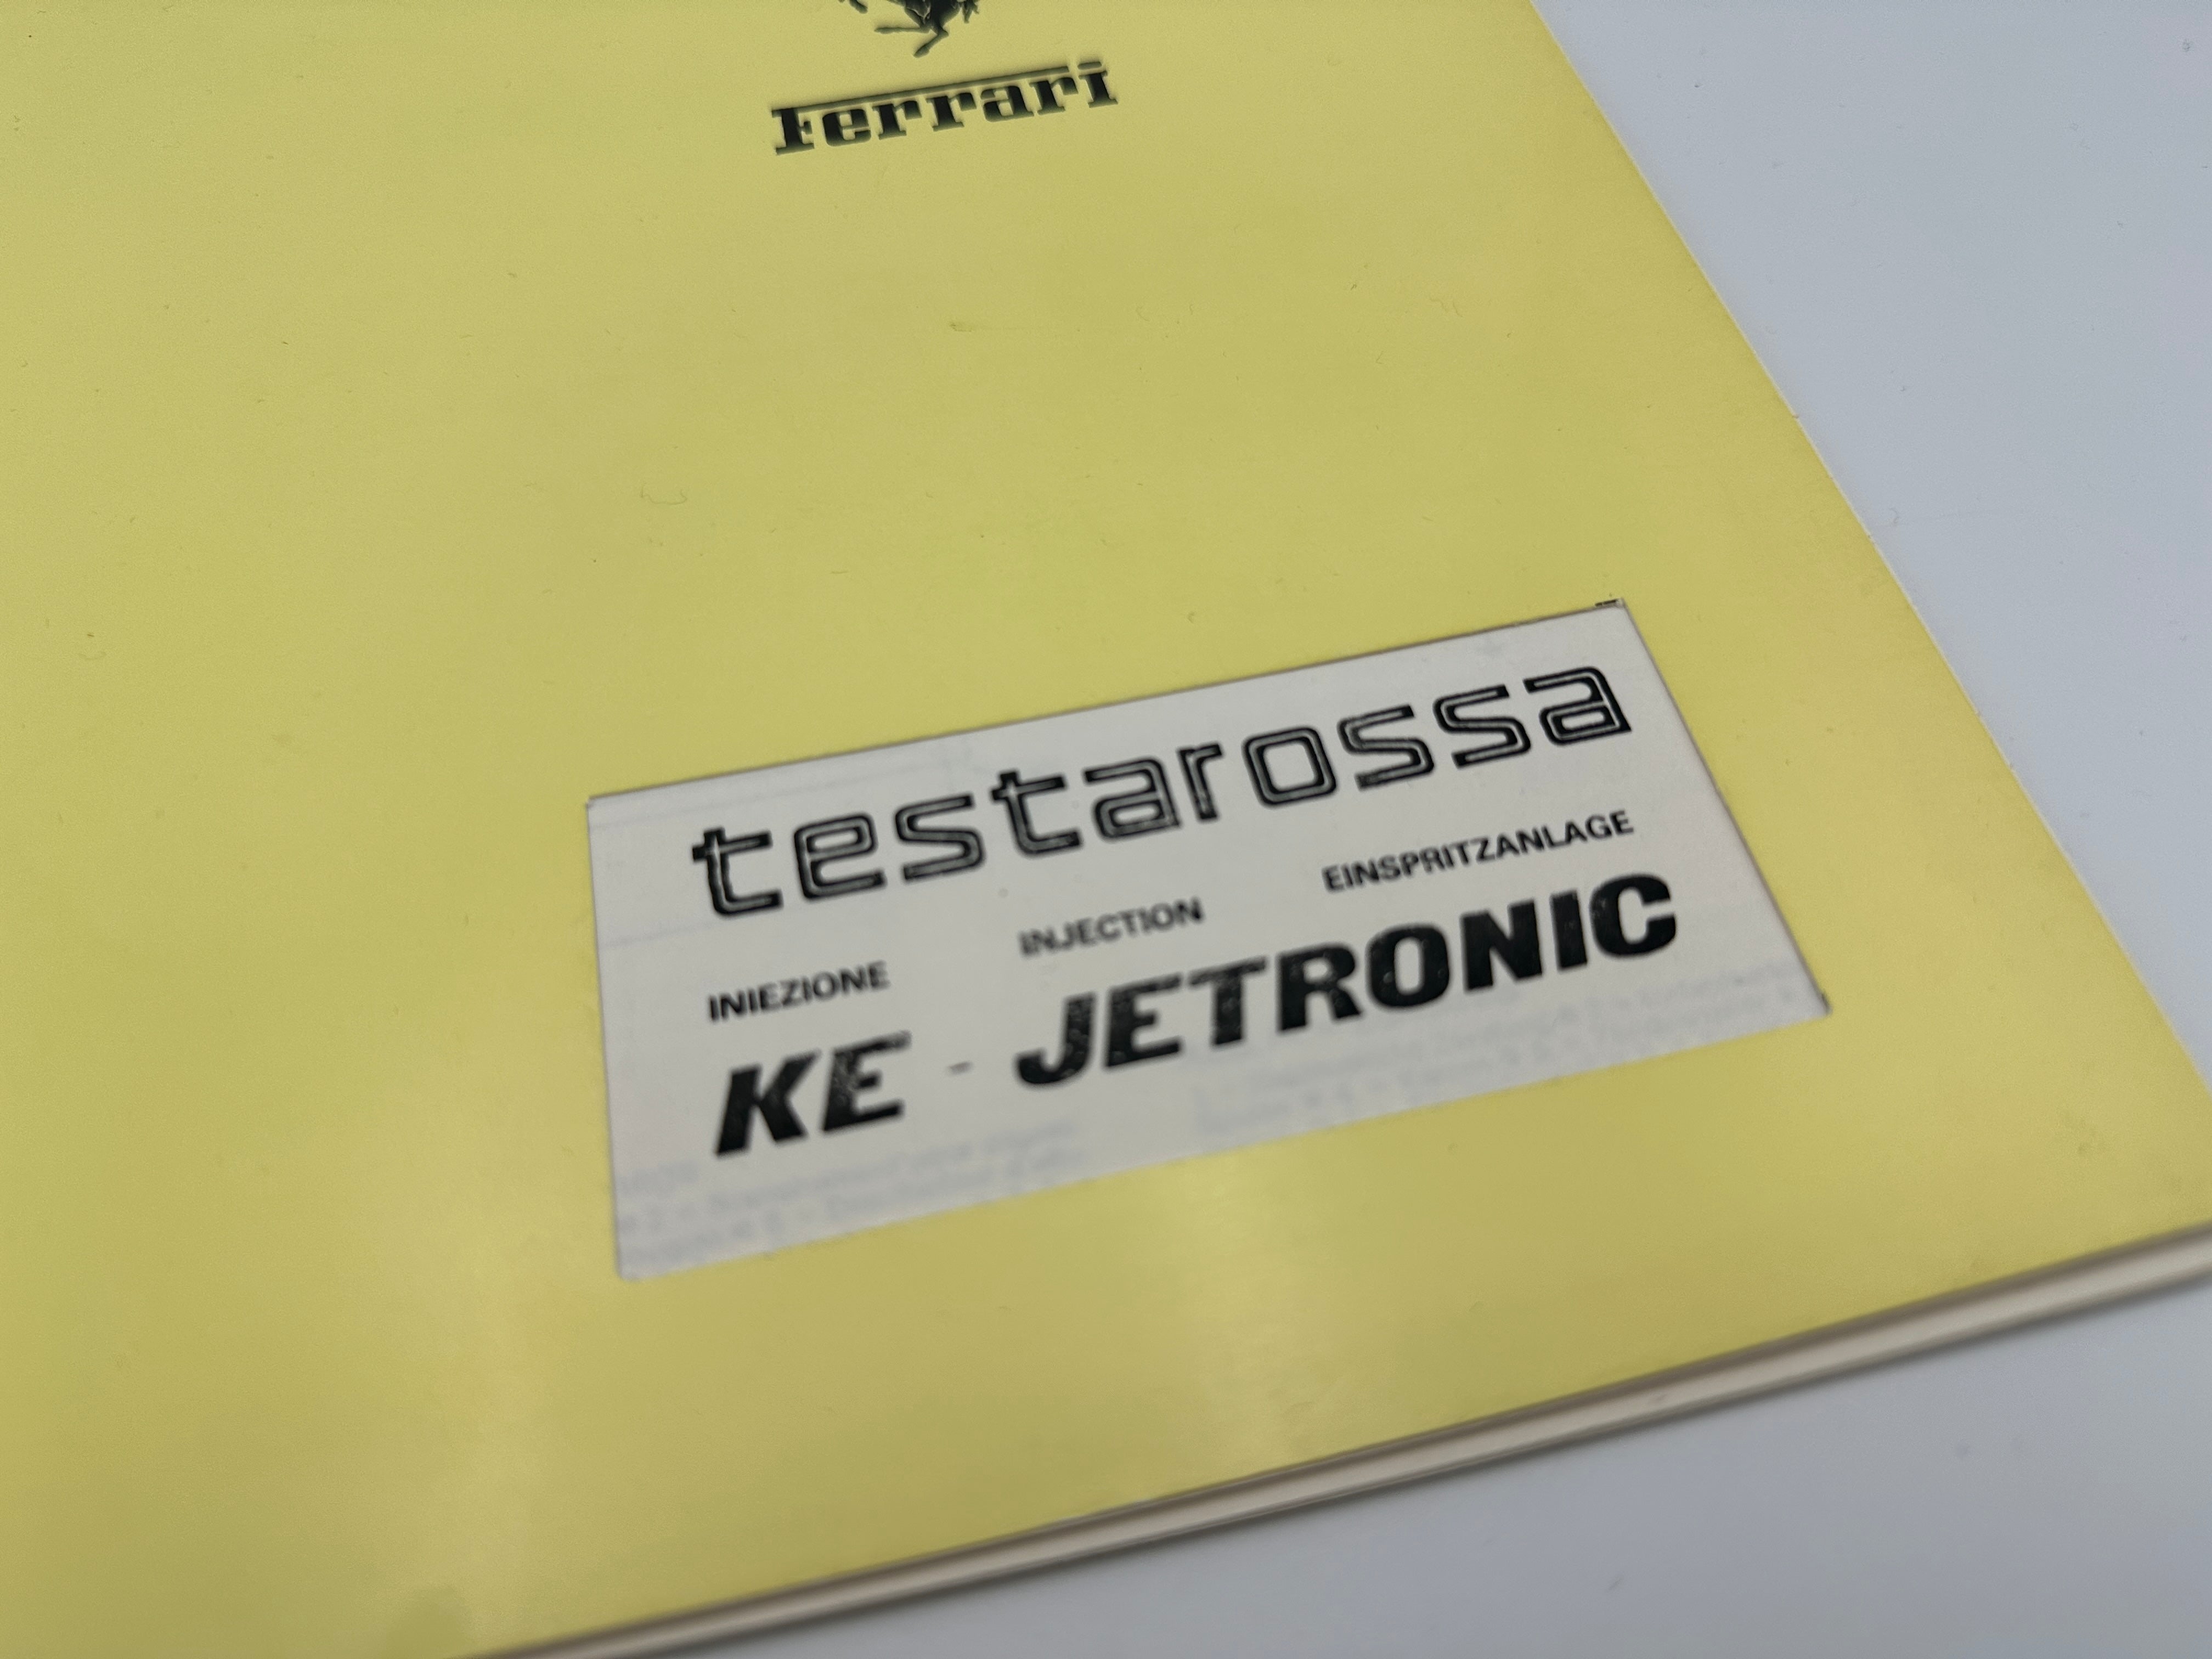 Ferrari
testarossa
INIEZIONE INJECTION EINSPRITZANLAGE
KE - JETRONIC